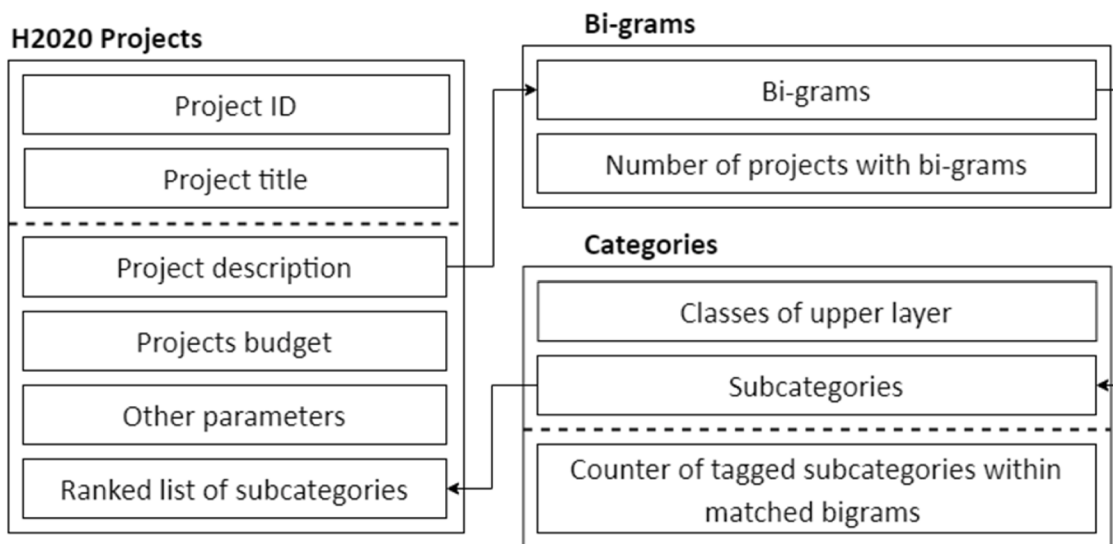 H2020 Projects
Project ID
Project title
Project description
Projects budget
Other parameters
Ranked list of subcategories
Bi-grams
Bi-grams
Number of projects with bi-grams
Categories
Classes of upper layer
Subcategories
Counter of tagged subcategories within
matched bigrams